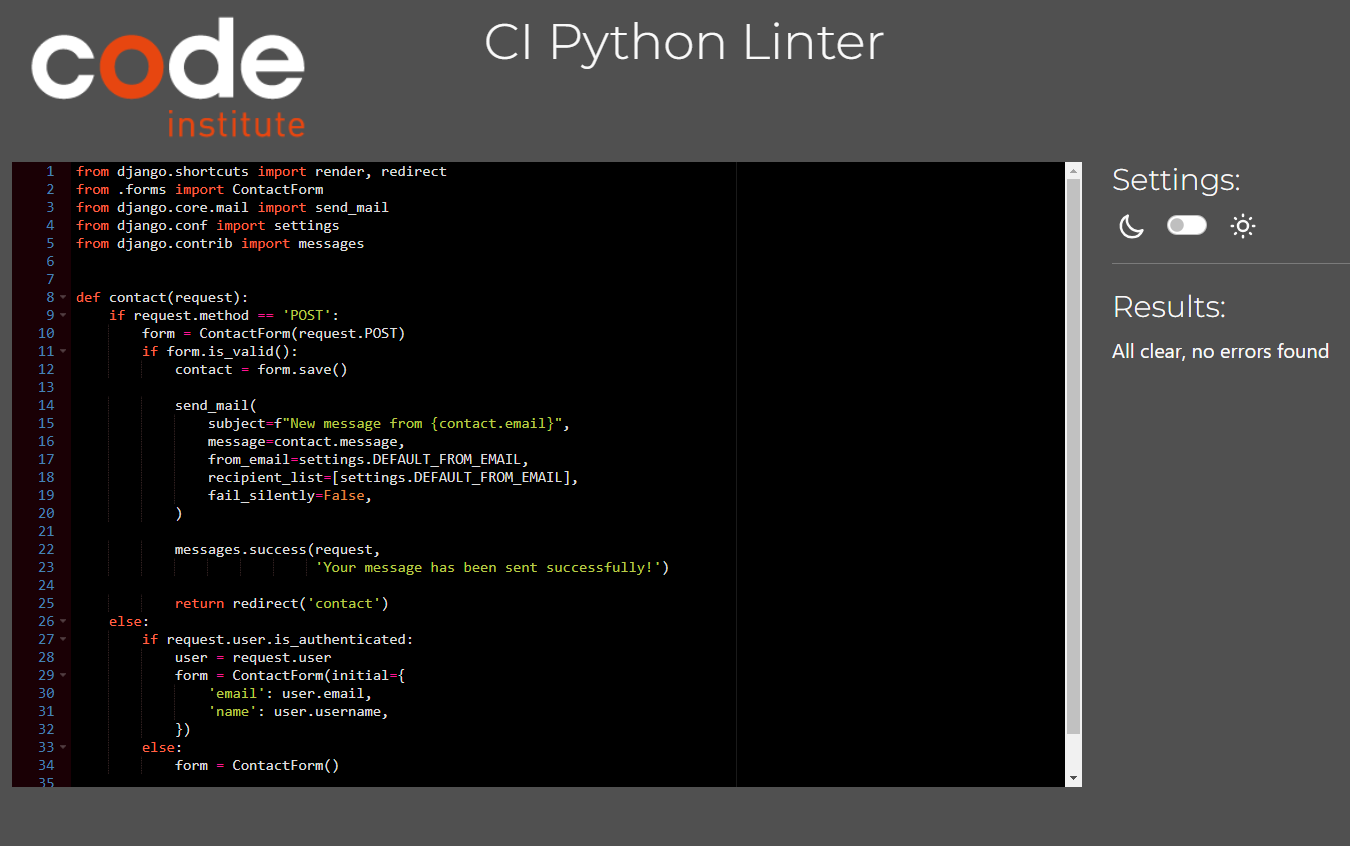 code
institute
CI Python Linter
1 from django.shortcuts import render, redirect
2 from .forms import ContactForm
3 from django.core.mail import send_mail
4 from django.conf import settings
5 from django.contrib import messages
6
7
8 def contact(request):
9     if request.method == 'POST':
10         form = ContactForm(request.POST)
11         if form.is_valid():
12             contact = form.save()
13
14             send_mail(
15                 subject=f"New message from {contact.email}",
16                 message=contact.message,
17                 from_email=settings.DEFAULT_FROM_EMAIL,
18                 recipient_list=[settings.DEFAULT_FROM_EMAIL],
19                 fail_silently=False,
20             )
21
22             messages.success(request,
23                              'Your message has been sent successfully!')
24
25             return redirect('contact')
26     else:
27         if request.user.is_authenticated:
28             user = request.user
29             form = ContactForm(initial={
30                 'email': user.email,
31                 'name': user.username,
32             })
33         else:
34             form = ContactForm()
35
Settings:
Results:
All clear, no errors found